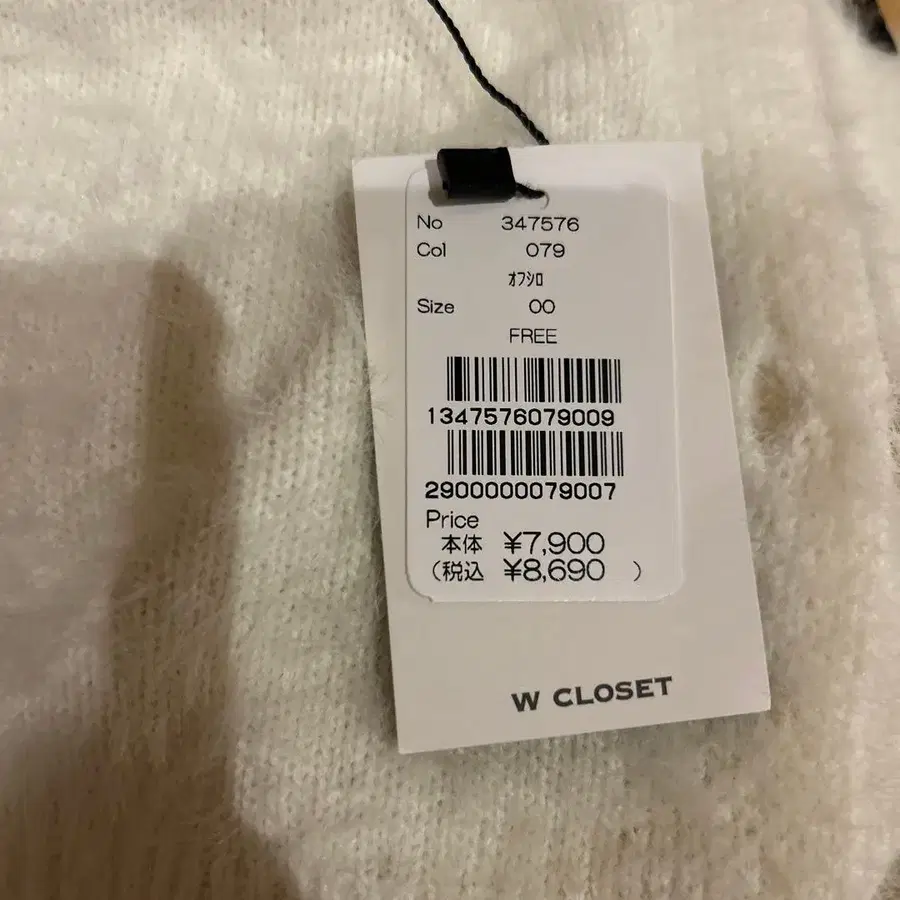 No 347576
Col 079
ｵﾌｼﾛ
Size 00
FREE
1347576079009
2900000079007
Price
本体 ¥7,900
(税込 ¥8,690 )
W CLOSET